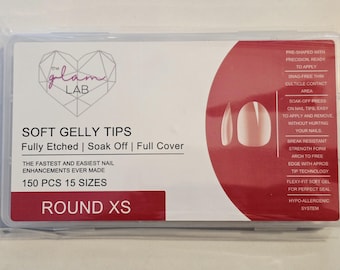 the
glam
LAB
SOFT GELLY TIPS
Fully Etched | Soak Off | Full Cover
THE FASTEST AND EASIEST NAIL
ENHANCEMENTS EVER MADE
150 PCS 15 SIZES
ROUND XS
PRE-SHAPED WITH
PRECISION, READY
TO APPLY
SNAG-FREE THIN
CUTICLE CONTACT
AREA
SOAK-OFF PRESS
ON NAIL TIPS, EASY
TO APPLY AND REMOVE
WITHOUT HURTING
YOUR NAILS
BREAK RESISTANT
STRENGTH FORM
ARCH TO FREE
EDGE WITH APRÉS
TIP TECHNOLOGY
FLEXY-FIT SOFT GEL
FOR PERFECT SEAL
HYPO-ALLERGENIC
SYSTEM